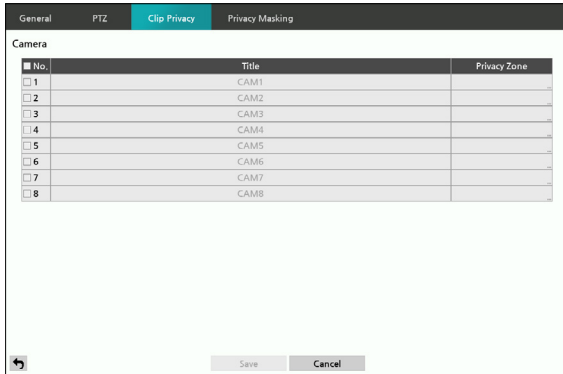 General PTZ Clip Privacy Privacy Masking
Camera
No. Title Privacy Zone
1 CAM1 ...
2 CAM2 ...
3 CAM3 ...
4 CAM4 ...
5 CAM5 ...
6 CAM6 ...
7 CAM7 ...
8 CAM8 ...
Save Cancel